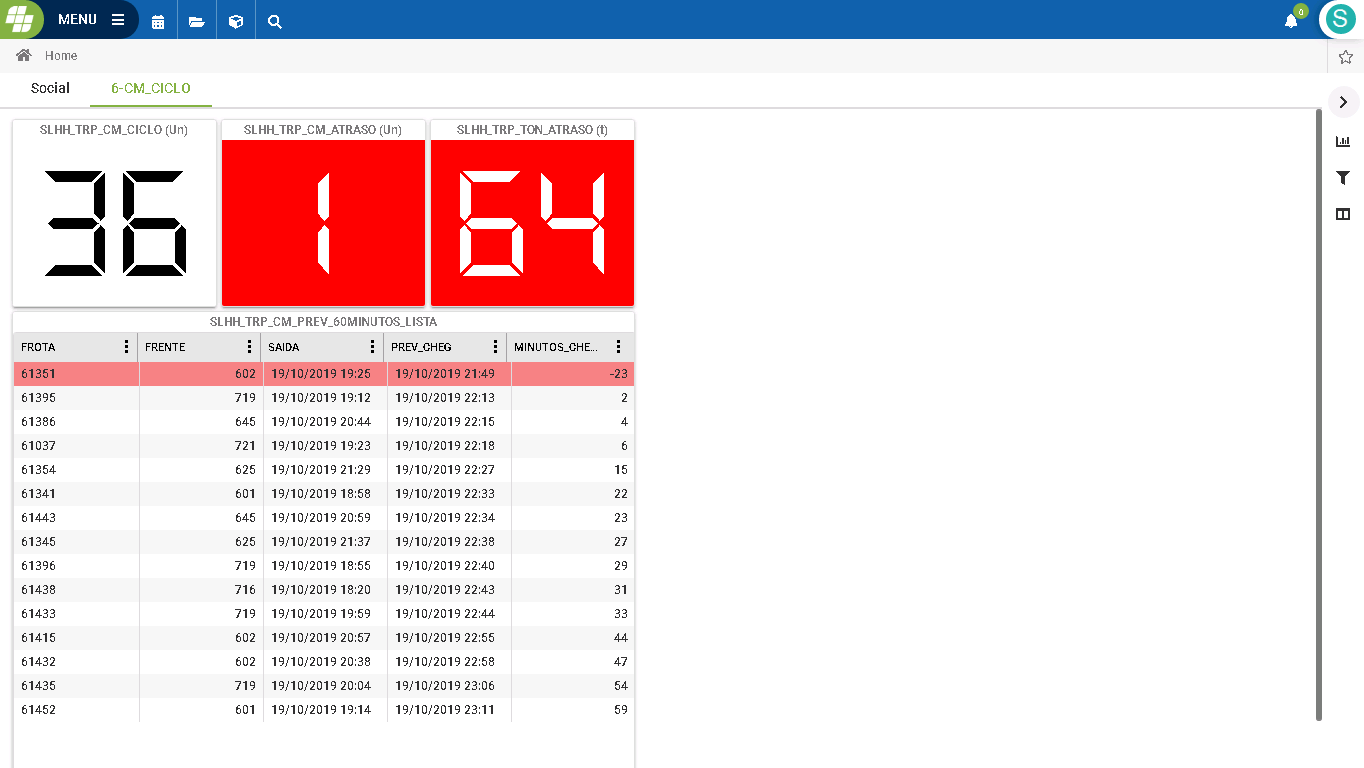 MENU
0
S
Home
Social 6-CM_CICLO
SLHH_TRP_CM_CICLO (Un) SLHH_TRP_CM_ATRASO (Un) SLHH_TRP_TON_ATRASO (t)
36 1 64
SLHH_TRP_CM_PREV_60MINUTOS_LISTA
FROTA FRENTE SAIDA PREV_CHEG MINUTOS_CHE...
61351 602 19/10/2019 19:25 19/10/2019 21:49 -23
61395 719 19/10/2019 19:12 19/10/2019 22:13 2
61386 645 19/10/2019 20:44 19/10/2019 22:15 4
61037 721 19/10/2019 19:23 19/10/2019 22:18 6
61354 625 19/10/2019 21:29 19/10/2019 22:27 15
61341 601 19/10/2019 18:58 19/10/2019 22:33 22
61443 645 19/10/2019 20:59 19/10/2019 22:34 23
61345 625 19/10/2019 21:37 19/10/2019 22:38 27
61396 719 19/10/2019 18:55 19/10/2019 22:40 29
61438 716 19/10/2019 18:20 19/10/2019 22:43 31
61433 719 19/10/2019 19:59 19/10/2019 22:44 33
61415 602 19/10/2019 20:57 19/10/2019 22:55 44
61432 602 19/10/2019 20:38 19/10/2019 22:58 47
61435 719 19/10/2019 20:04 19/10/2019 23:06 54
61452 601 19/10/2019 19:14 19/10/2019 23:11 59